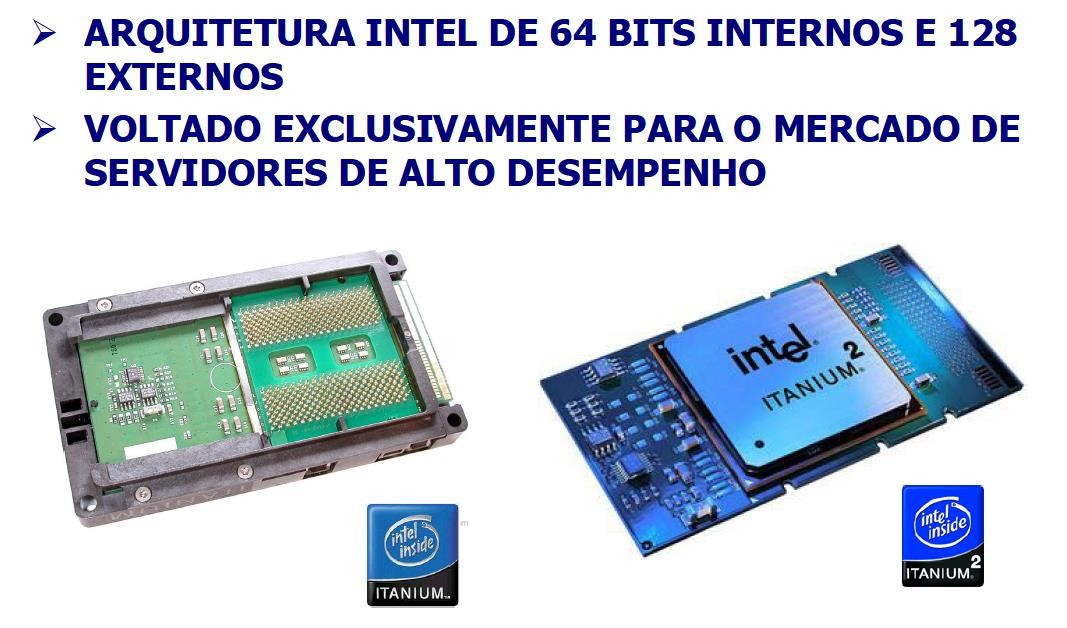 ➢ ARQUITETURA INTEL DE 64 BITS INTERNOS E 128
EXTERNOS
➢ VOLTADO EXCLUSIVAMENTE PARA O MERCADO DE
SERVIDORES DE ALTO DESEMPENHO
intel®
ITANIUM®2
ITANIUM
intel
inside
ITANIUM™
intel
inside
ITANIUM®2